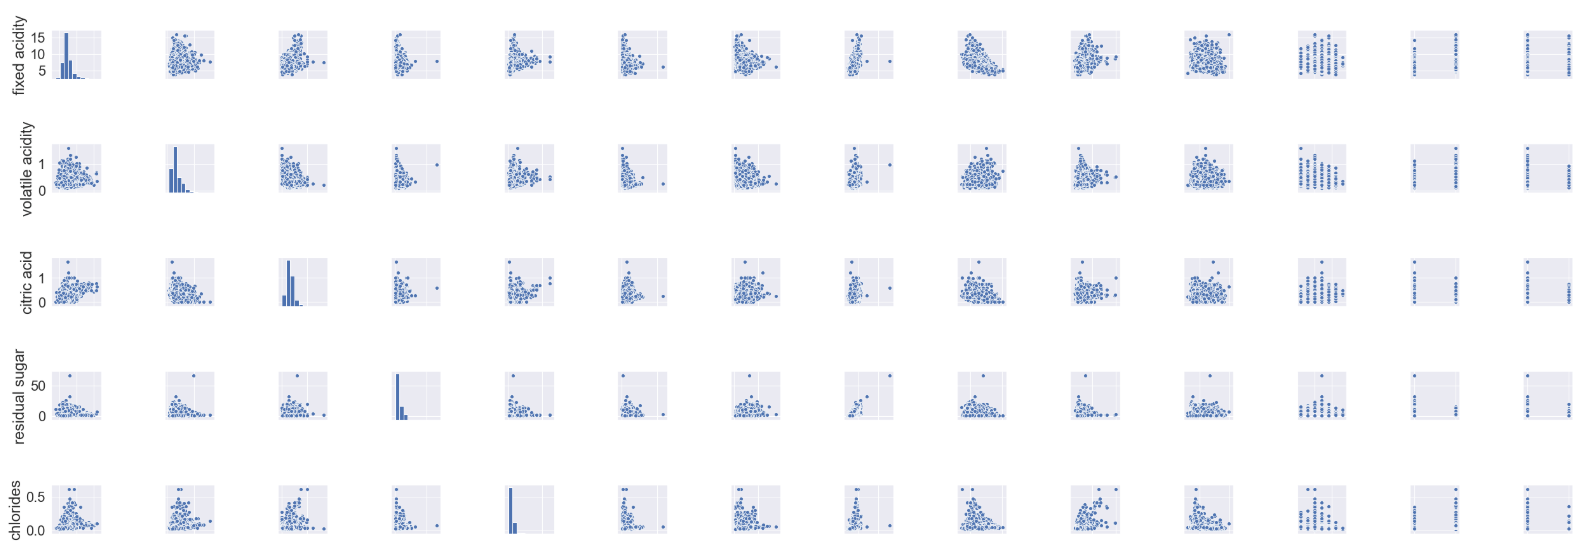 fixed acidity
15
10
5
volatile acidity
1
0
citric acid
1
0
residual sugar
50
0
chlorides
0.5
0.0